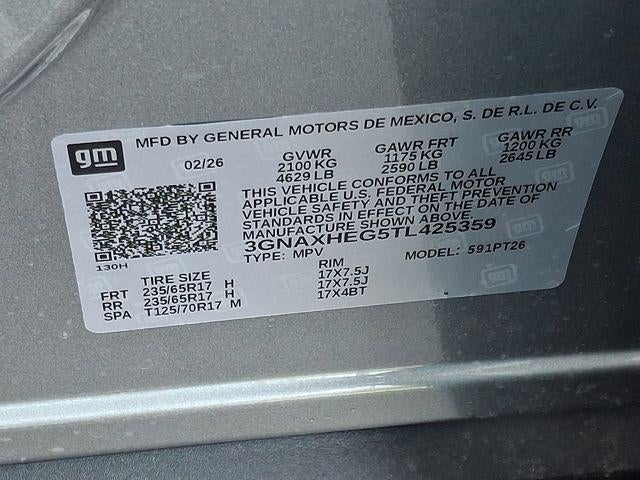 gm
MFD BY GENERAL MOTORS DE MEXICO, S. DE R.L. DE C.V.
02/26 GVWR GAWR FRT GAWR RR
2100 KG 1175 KG 1200 KG
4629 LB 2590 LB 2645 LB
THIS VEHICLE CONFORMS TO ALL
APPLICABLE U.S. FEDERAL MOTOR
VEHICLE SAFETY AND THEFT PREVENTION
STANDARDS IN EFFECT ON THE DATE OF
MANUFACTURE SHOWN ABOVE.
3GNAXHEG5TL425359
TYPE: MPV MODEL: 591PT26
130H
TIRE SIZE RIM
FRT 235/65R17 H 17X7.5J
RR 235/65R17 H 17X7.5J
SPA T125/70R17 M 17X4BT